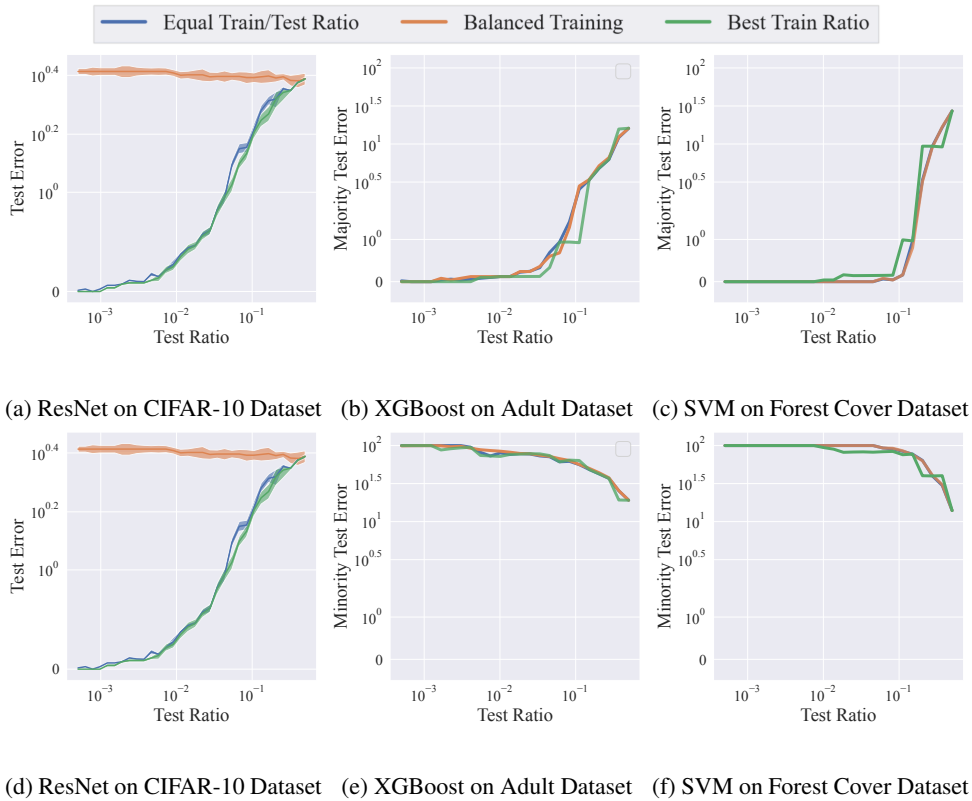 Equal Train/Test Ratio Balanced Training Best Train Ratio
10^0.4
10^0.2
10^0
0
Test Error
10^-3 10^-2 10^-1
Test Ratio
10^2
10^1.5
10^1
10^0.5
10^0
0
Majority Test Error
10^-3 10^-2 10^-1
Test Ratio
10^2
10^1.5
10^1
10^0.5
10^0
0
Majority Test Error
10^-3 10^-2 10^-1
Test Ratio
(a) ResNet on CIFAR-10 Dataset (b) XGBoost on Adult Dataset (c) SVM on Forest Cover Dataset
10^0.4
10^0.2
10^0
0
Test Error
10^-3 10^-2 10^-1
Test Ratio
10^2
10^1.5
10^1
10^0.5
10^0
0
Minority Test Error
10^-3 10^-2 10^-1
Test Ratio
10^2
10^1.5
10^1
10^0.5
10^0
0
Minority Test Error
10^-3 10^-2 10^-1
Test Ratio
(d) ResNet on CIFAR-10 Dataset (e) XGBoost on Adult Dataset (f) SVM on Forest Cover Dataset